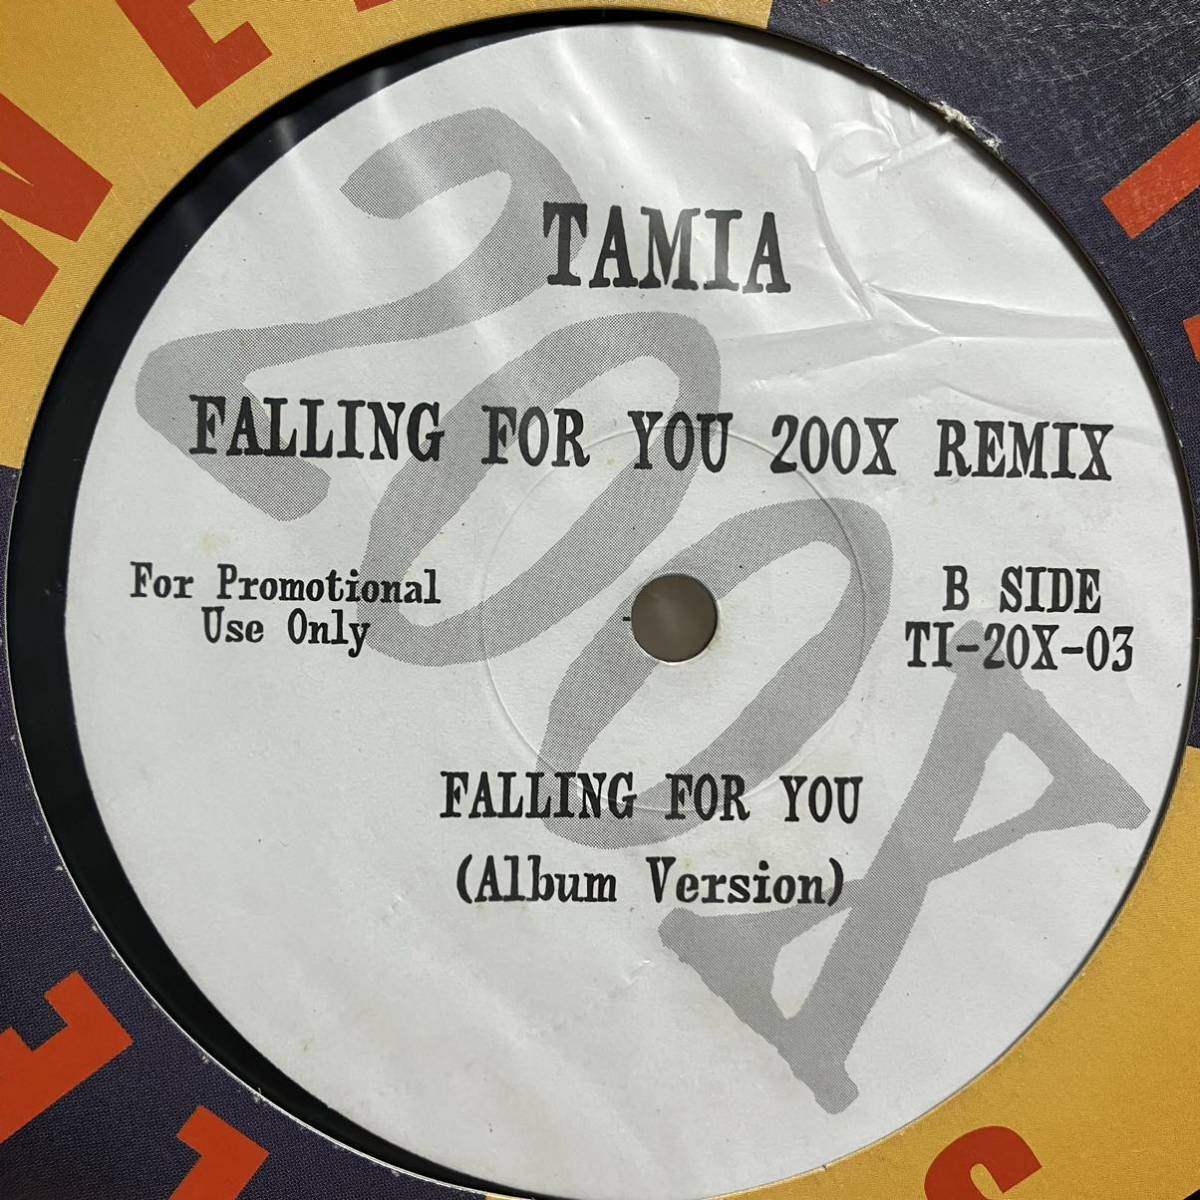 TAMIA
FALLING FOR YOU 200X REMIX
For Promotional
Use Only
B SIDE
TI-20X-03
FALLING FOR YOU
(Album Version)
200X